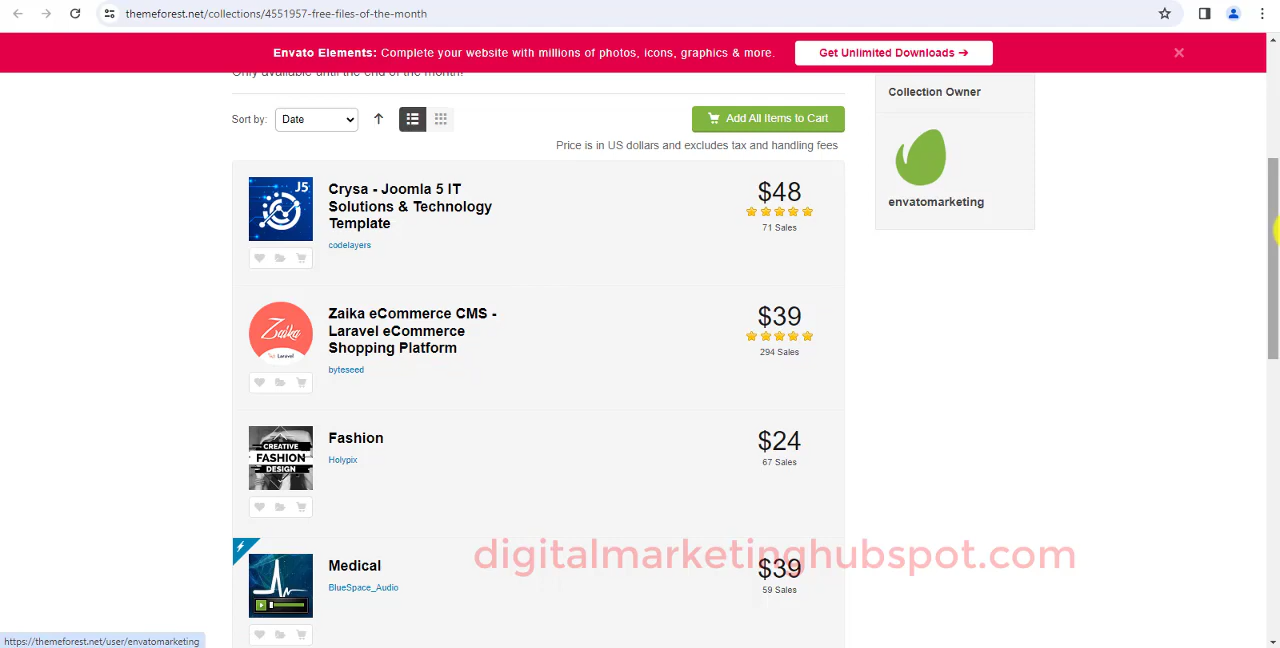 themeforest.net/collections/4551957-free-files-of-the-month
Envato Elements: Complete your website with millions of photos, icons, graphics & more.
Get Unlimited Downloads →
Only available until the end of the month!
Collection Owner
Sort by:
Date
Add All Items to Cart
Price is in US dollars and excludes tax and handling fees
envatomarketing
J5
Crysa - Joomla 5 IT
Solutions & Technology
Template
codelayers
$48
71 Sales
Zaika
Laravel
Zaika eCommerce CMS -
Laravel eCommerce
Shopping Platform
byteseed
$39
294 Sales
CREATIVE
FASHION
DESIGN
Fashion
Holypix
$24
67 Sales
Medical
BlueSpace_Audio
$39
59 Sales
digitalmarketinghubspot.com
https://themeforest.net/user/envatomarketing